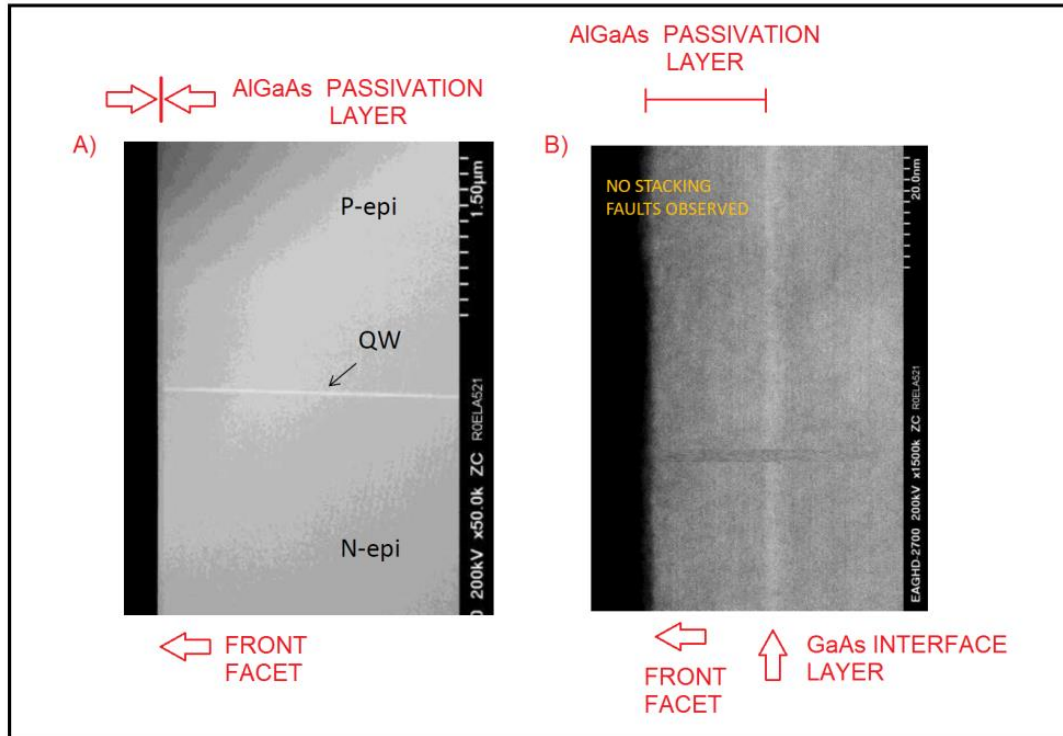 AlGaAs PASSIVATION
LAYER
A)
P-epi
QW
N-epi
1.50µm
200kV x50.0k ZC R0ELA521
FRONT
FACET
AlGaAs PASSIVATION
LAYER
B)
NO STACKING
FAULTS OBSERVED
20.0nm
EAGHD-2700 200kV x1500k ZC R0ELA521
FRONT
FACET
GaAs INTERFACE
LAYER